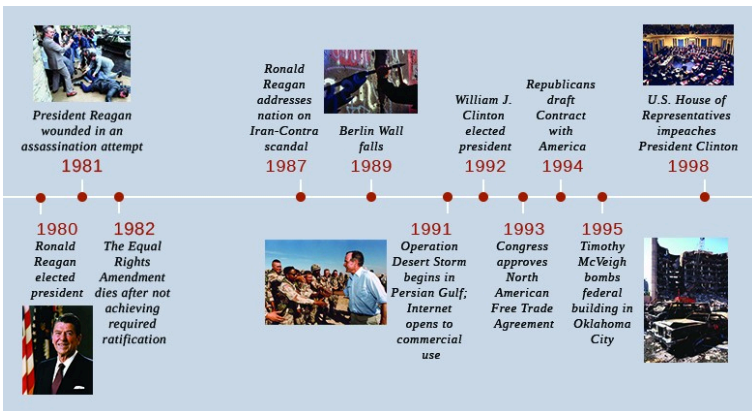 President Reagan
wounded in an
assassination attempt
1981
Ronald
Reagan
addresses
nation on
Iran-Contra
scandal
1987
Berlin Wall
falls
1989
William J.
Clinton
elected
president
1992
Republicans
draft
Contract
with
America
1994
U.S. House of
Representatives
impeaches
President Clinton
1998
1980
Ronald
Reagan
elected
president
1982
The Equal
Rights
Amendment
dies after not
achieving
required
ratification
1991
Operation
Desert Storm
begins in
Persian Gulf;
Internet
opens to
commercial
use
1993
Congress
approves
North
American
Free Trade
Agreement
1995
Timothy
McVeigh
bombs
federal
building in
Oklahoma
City